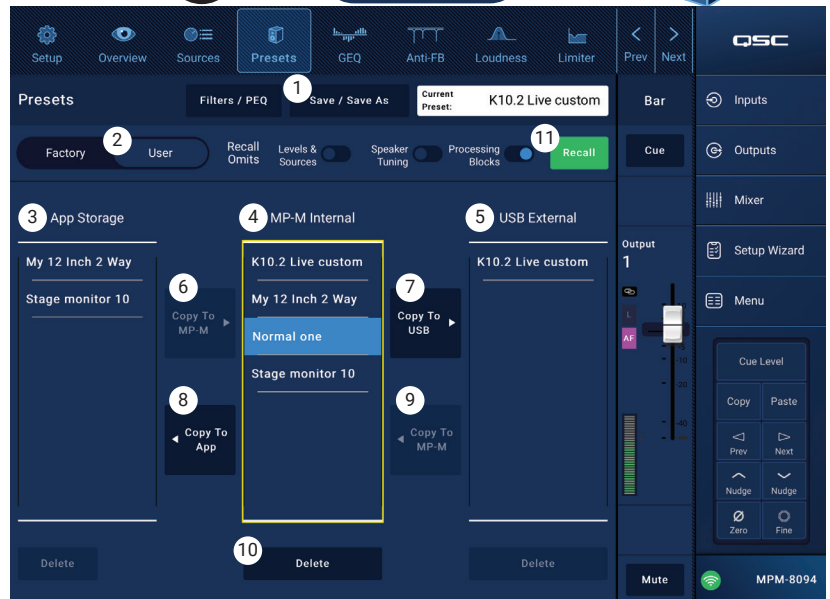 Setup
Overview
Sources
Presets
GEQ
Anti-FB
Loudness
Limiter
Prev
Next
QSC
Presets
Filters / PEQ
1
Save / Save As
Current
Preset:
K10.2 Live custom
Bar
Inputs
2
Factory
User
Recall
Omits
Levels &
Sources
Speaker
Tuning
Processing
Blocks
11
Recall
Cue
Outputs
Mixer
3 App Storage
4 MP-M Internal
5 USB External
Output
1
Setup Wizard
My 12 Inch 2 Way
Stage monitor 10
K10.2 Live custom
My 12 Inch 2 Way
Normal one
Stage monitor 10
K10.2 Live custom
6
Copy To
MP-M
7
Copy To
USB
8
Copy To
App
9
Copy To
MP-M
L
AF
-10
-20
-40
Menu
Cue Level
Copy
Paste
Prev
Next
Nudge
Nudge
Zero
Fine
Delete
10
Delete
Delete
Mute
MPM-8094